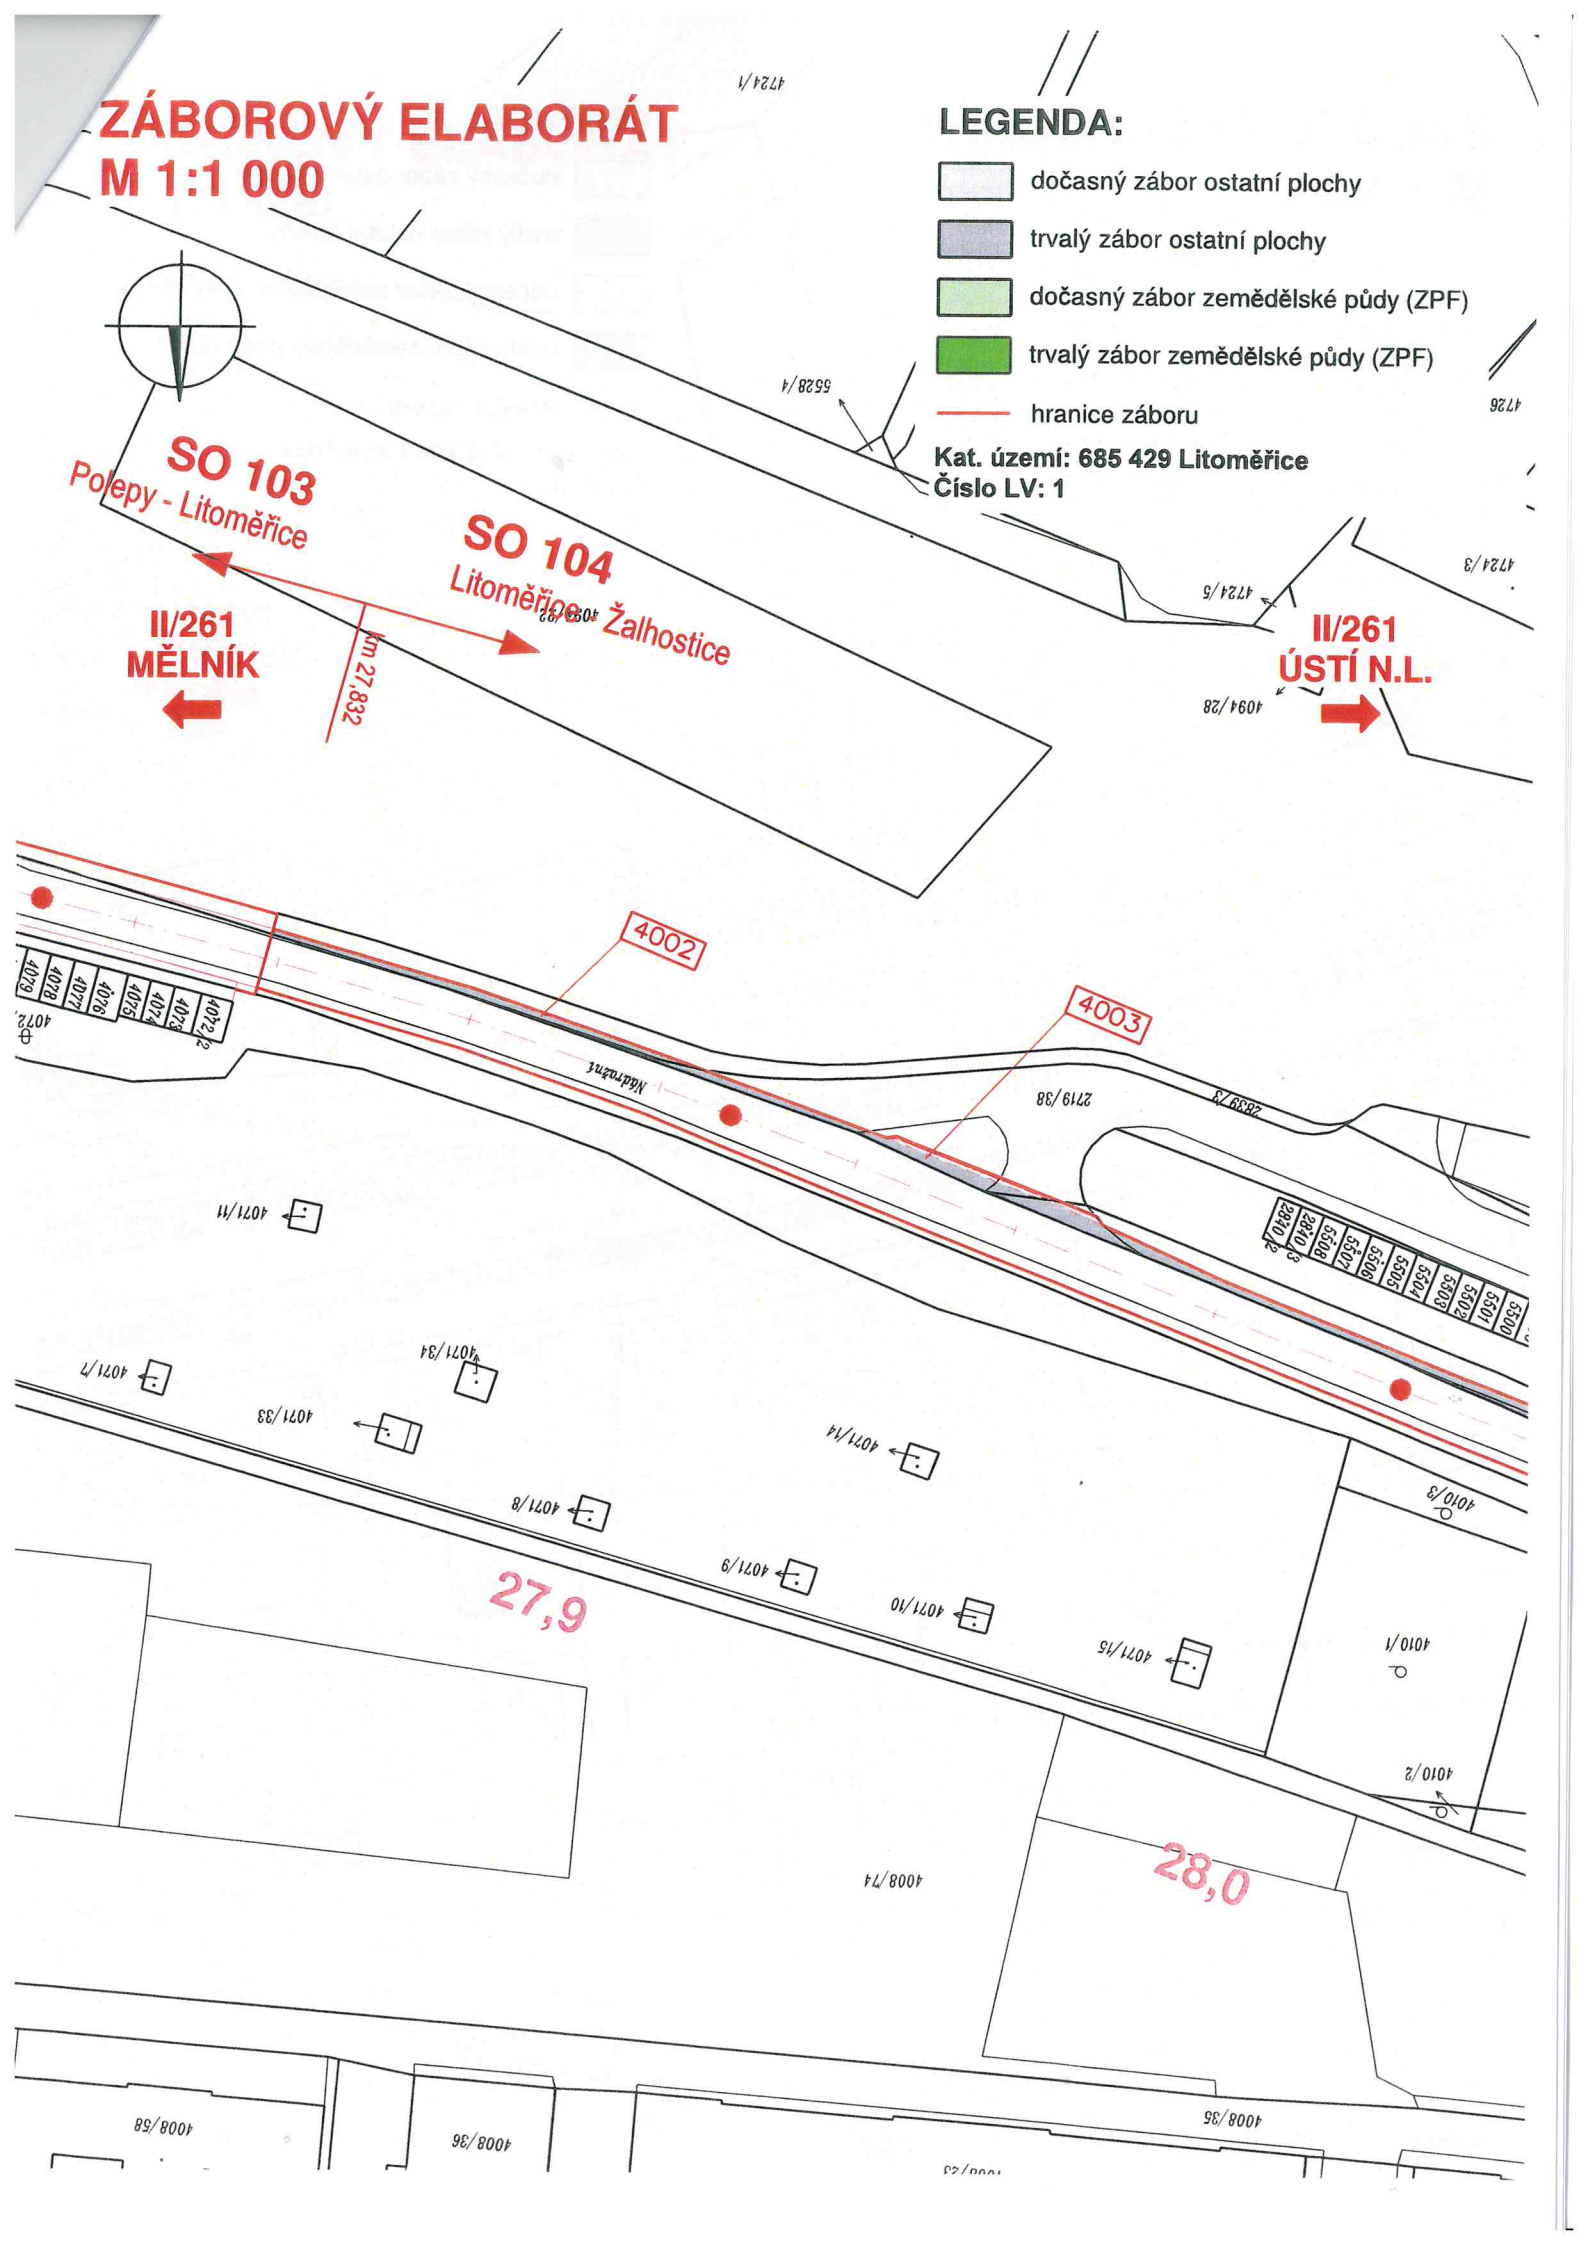 ZÁBOROVÝ ELABORÁT
M 1:1 000
4724/1
LEGENDA:
dočasný zábor ostatní plochy
trvalý zábor ostatní plochy
dočasný zábor zemědělské půdy (ZPF)
trvalý zábor zemědělské půdy (ZPF)
hranice záboru
Kat. území: 685 429 Litoměřice
Číslo LV: 1
5528/4
4726
4724/3
4724/5
4094/28
SO 103
Polepy - Litoměřice
SO 104
Litoměřice - Žalhostice
4094/22
km 27,832
II/261
MĚLNÍK
II/261
ÚSTÍ N.L.
4002
4003
4079
4078
4077
4076
4075
4074
4073
4072/2
Nádražní
2719/38
2839/3
2840/2
2840/3
5508
5507
5506
5505
5504
5503
5502
5501
5500
4071/11
4071/7
4071/34
4071/33
4071/14
4071/8
4071/9
4071/10
4071/15
4010/3
4010/1
4010/2
27,9
28,0
4008/74
4008/58
4008/36
4008/35